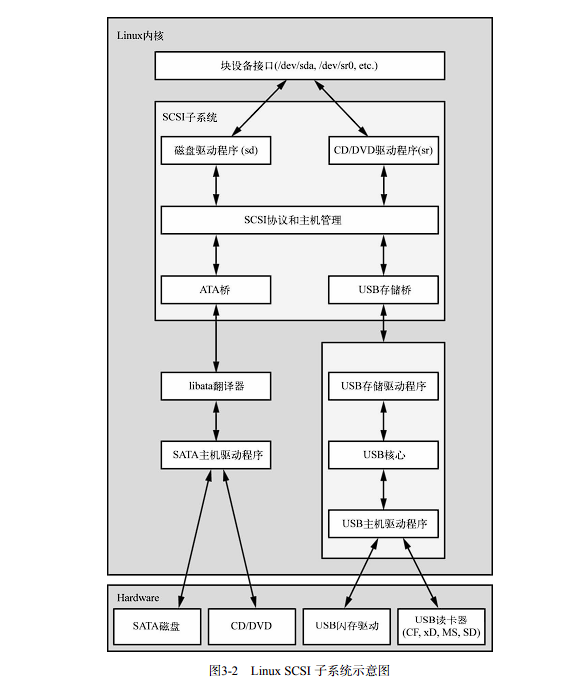 Linux内核
块设备接口(/dev/sda, /dev/sr0, etc.)
SCSI子系统
磁盘驱动程序 (sd)
CD/DVD驱动程序(sr)
SCSI协议和主机管理
ATA桥
USB存储桥
libata翻译器
USB存储驱动程序
SATA主机驱动程序
USB核心
USB主机驱动程序
Hardware
SATA磁盘
CD/DVD
USB闪存驱动
USB读卡器
(CF, xD, MS, SD)
图3-2 Linux SCSI 子系统示意图